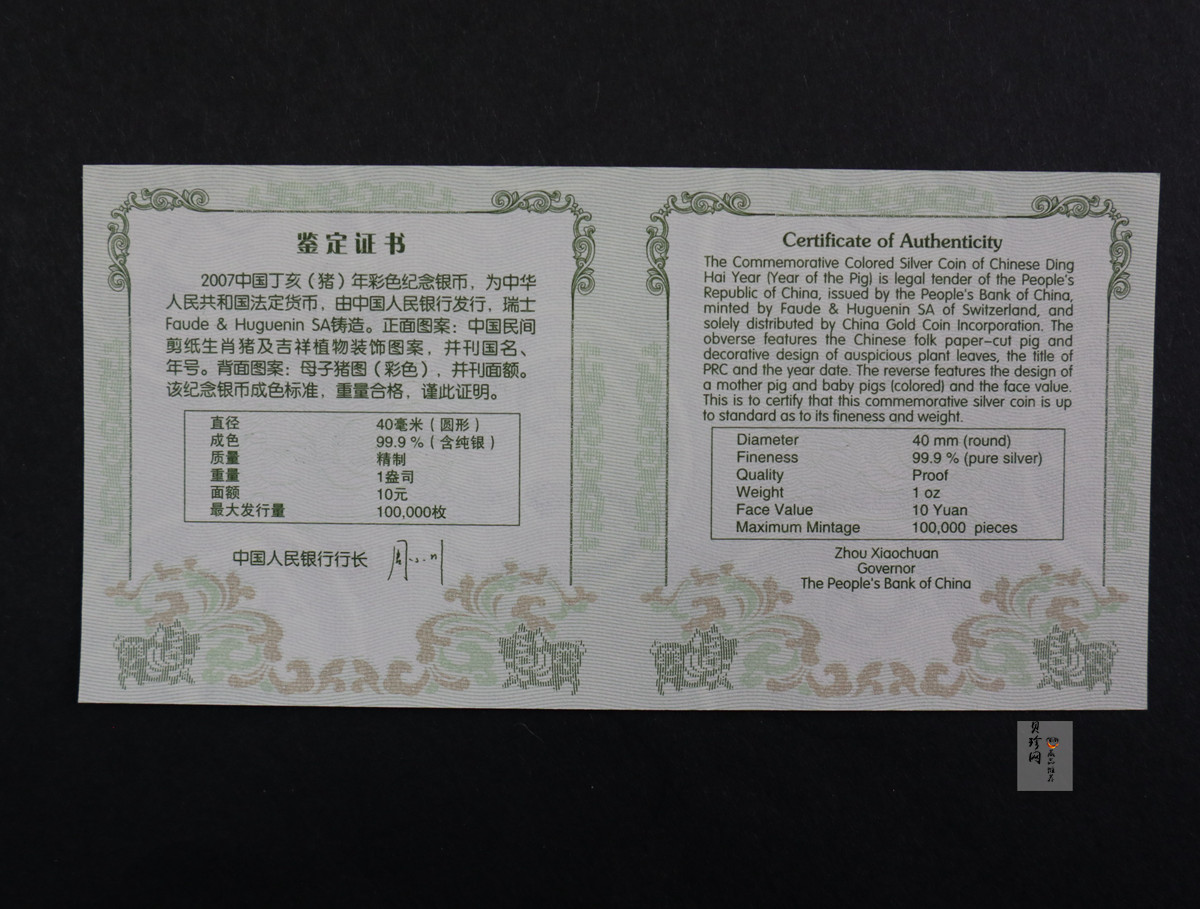 鉴定证书
2007中国丁亥（猪）年彩色纪念银币，为中华
人民共和国法定货币，由中国人民银行发行，瑞士
Faude & Huguenin SA铸造。正面图案：中国民间
剪纸生肖猪及吉祥植物装饰图案，并刊国名、
年号。背面图案：母子猪图（彩色），并刊面额。
该纪念银币成色标准，重量合格，谨此证明。
直径 40毫米（圆形）
成色 99.9 %（含纯银）
质量 精制
重量 1盎司
面额 10元
最大发行量 100,000枚
中国人民银行行长
Certificate of Authenticity
The Commemorative Colored Silver Coin of Chinese Ding
Hai Year (Year of the Pig) is legal tender of the People's
Republic of China, issued by the People's Bank of China,
minted by Faude & Huguenin SA of Switzerland, and
solely distributed by China Gold Coin Incorporation. The
obverse features the Chinese folk paper-cut pig and
decorative design of auspicious plant leaves, the title of
PRC and the year date. The reverse features the design of
a mother pig and baby pigs (colored) and the face value.
This is to certify that this commemorative silver coin is up
to standard as to its fineness and weight.
Diameter 40 mm (round)
Fineness 99.9 % (pure silver)
Quality Proof
Weight 1 oz
Face Value 10 Yuan
Maximum Mintage 100,000 pieces
Zhou Xiaochuan
Governor
The People's Bank of China
贝珍网